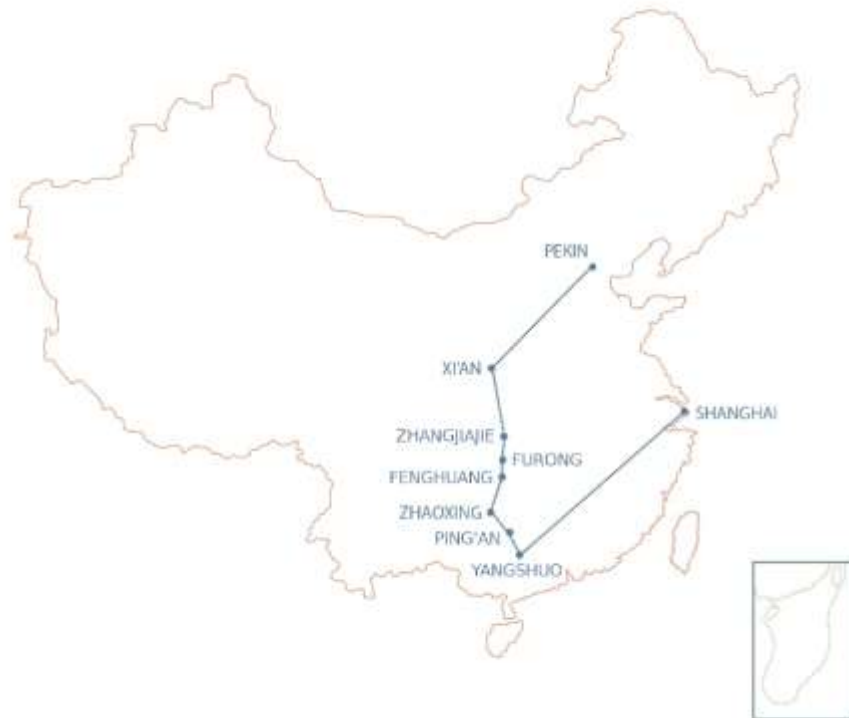 PEKIN
XI'AN
SHANGHAI
ZHANGJIAJIE
FURONG
FENGHUANG
ZHAOXING
PING'AN
YANGSHUO